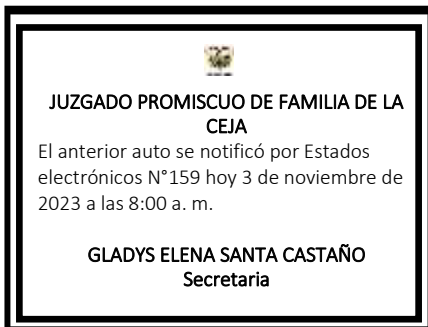 JUZGADO PROMISCUO DE FAMILIA DE LA
CEJA
El anterior auto se notificó por Estados
electrónicos N°159 hoy 3 de noviembre de
2023 a las 8:00 a. m.
GLADYS ELENA SANTA CASTAÑO
Secretaria